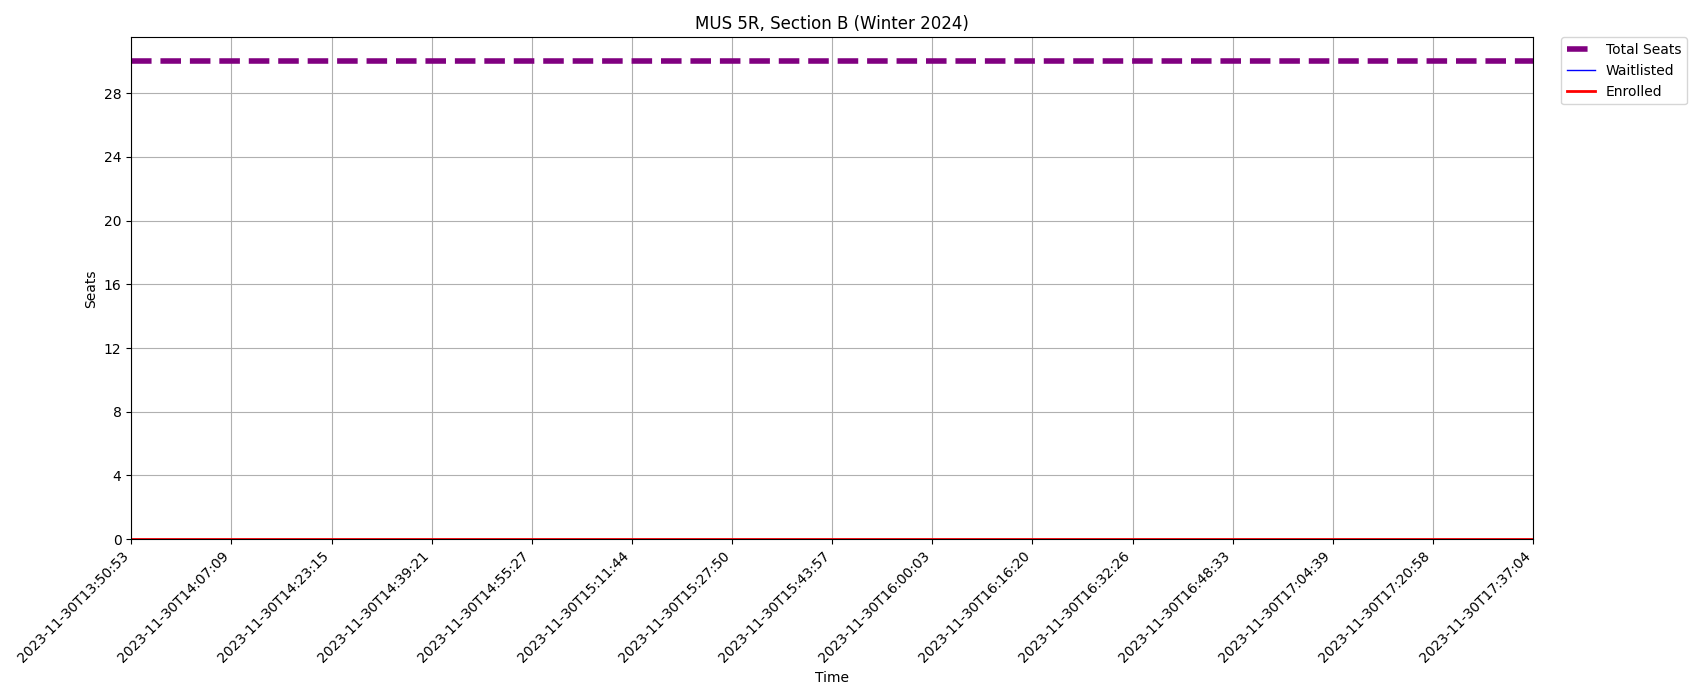 MUS 5R, Section B (Winter 2024)
Total Seats
Waitlisted
Enrolled
28
24
20
16
12
8
4
0
Seats
2023-11-30T13:50:53
2023-11-30T14:07:09
2023-11-30T14:23:15
2023-11-30T14:39:21
2023-11-30T14:55:27
2023-11-30T15:11:44
2023-11-30T15:27:50
2023-11-30T15:43:57
2023-11-30T16:00:03
2023-11-30T16:16:20
2023-11-30T16:32:26
2023-11-30T16:48:33
2023-11-30T17:04:39
2023-11-30T17:20:58
2023-11-30T17:37:04
Time